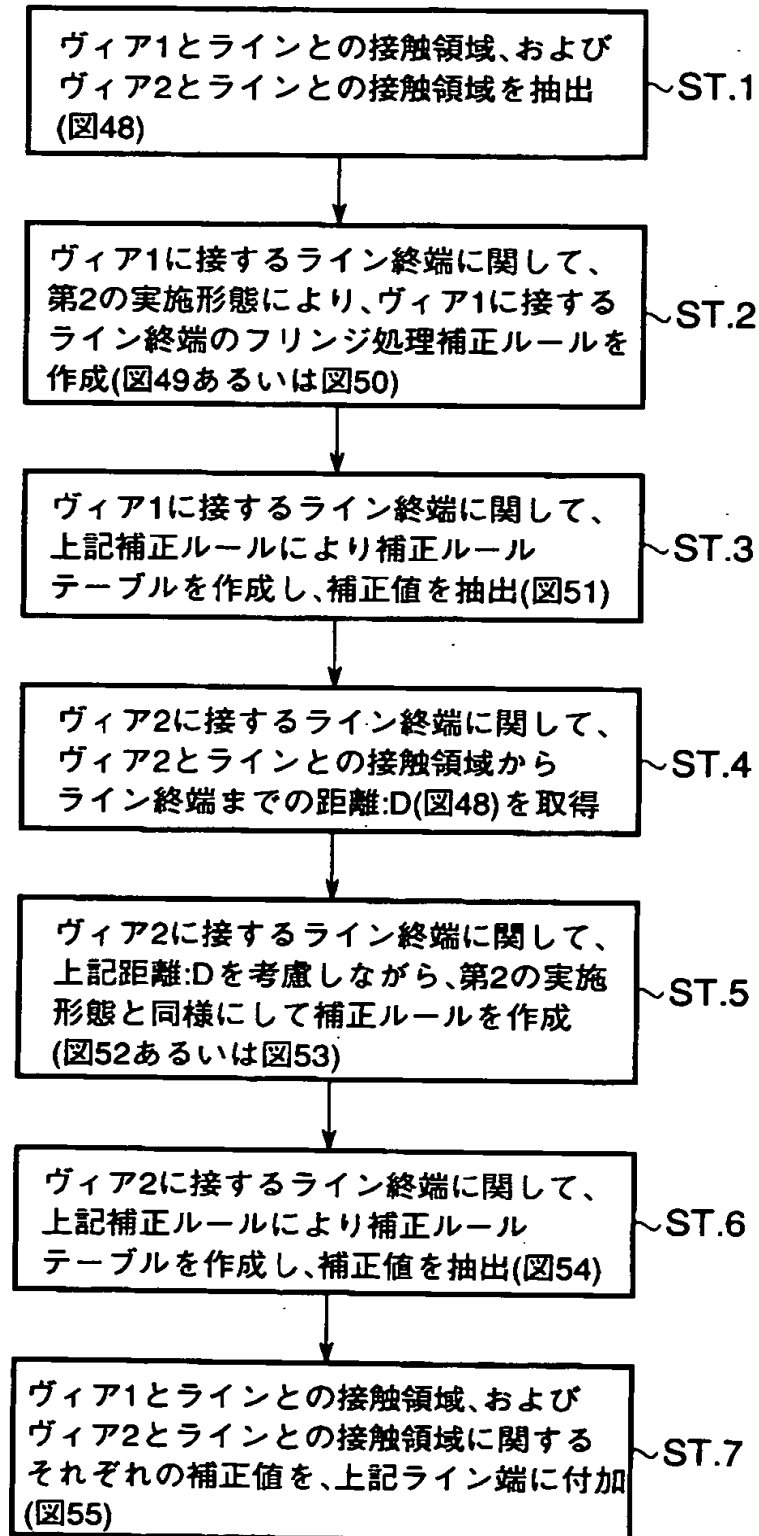 ヴィア1とラインとの接触領域、および
ヴィア2とラインとの接触領域を抽出
(図48)
~ST.1
ヴィア1に接するライン終端に関して、
第2の実施形態により、ヴィア1に接する
ライン終端のフリンジ処理補正ルールを
作成(図49あるいは図50)
~ST.2
ヴィア1に接するライン終端に関して、
上記補正ルールにより補正ルール
テーブルを作成し、補正値を抽出(図51)
~ST.3
ヴィア2に接するライン終端に関して、
ヴィア2とラインとの接触領域から
ライン終端までの距離:D(図48)を取得
~ST.4
ヴィア2に接するライン終端に関して、
上記距離:Dを考慮しながら、第2の実施
形態と同様にして補正ルールを作成
(図52あるいは図53)
~ST.5
ヴィア2に接するライン終端に関して、
上記補正ルールにより補正ルール
テーブルを作成し、補正値を抽出(図54)
~ST.6
ヴィア1とラインとの接触領域、および
ヴィア2とラインとの接触領域に関する
それぞれの補正値を、上記ライン端に付加
(図55)
~ST.7